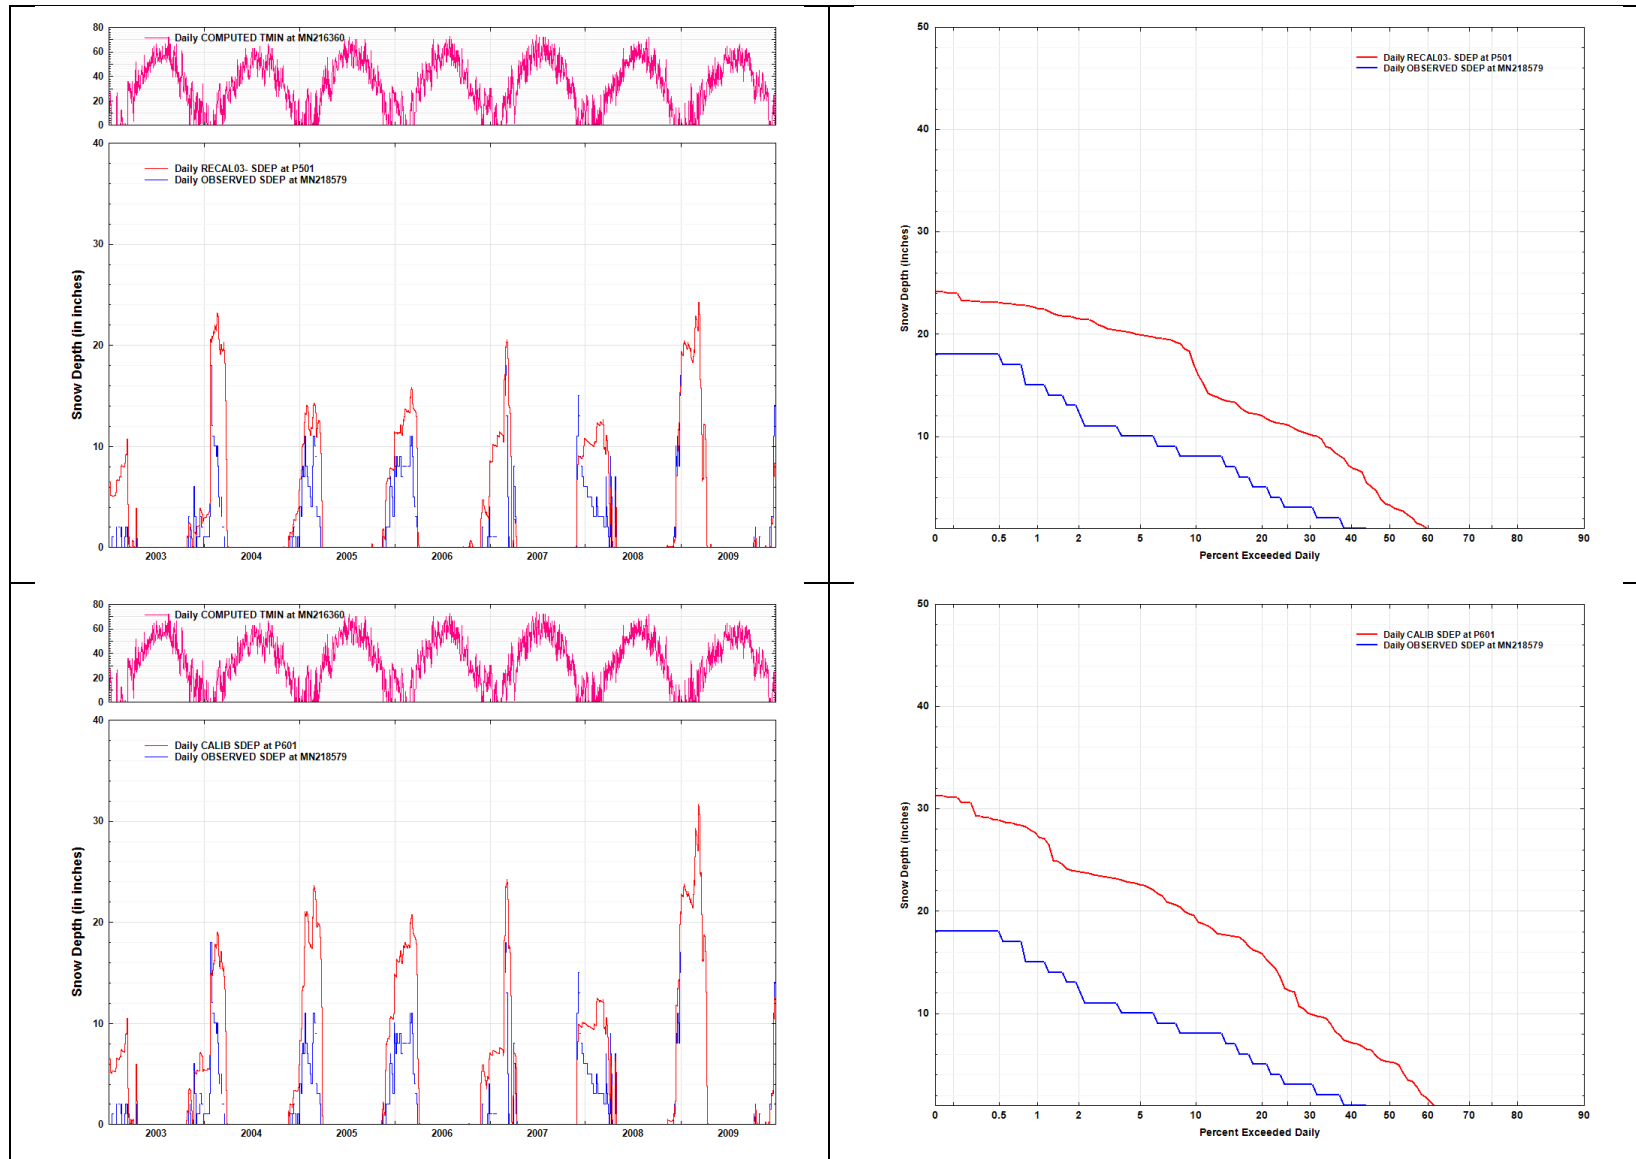 80
60
40
20
0
Daily COMPUTED TMIN at MN216360
40
30
20
10
0
Snow Depth (in inches)
Daily RECAL03- SDEP at P501
Daily OBSERVED SDEP at MN218579
2003 2004 2005 2006 2007 2008 2009
50
40
30
20
10
Snow Depth (inches)
Daily RECAL03- SDEP at P501
Daily OBSERVED SDEP at MN218579
0 0.5 1 2 5 10 20 30 40 50 60 70 80 90
Percent Exceeded Daily
80
60
40
20
0
Daily COMPUTED TMIN at MN216360
40
30
20
10
0
Snow Depth (in inches)
Daily CALIB SDEP at P601
Daily OBSERVED SDEP at MN218579
2003 2004 2005 2006 2007 2008 2009
50
40
30
20
10
Snow Depth (inches)
Daily CALIB SDEP at P601
Daily OBSERVED SDEP at MN218579
0 0.5 1 2 5 10 20 30 40 50 60 70 80 90
Percent Exceeded Daily